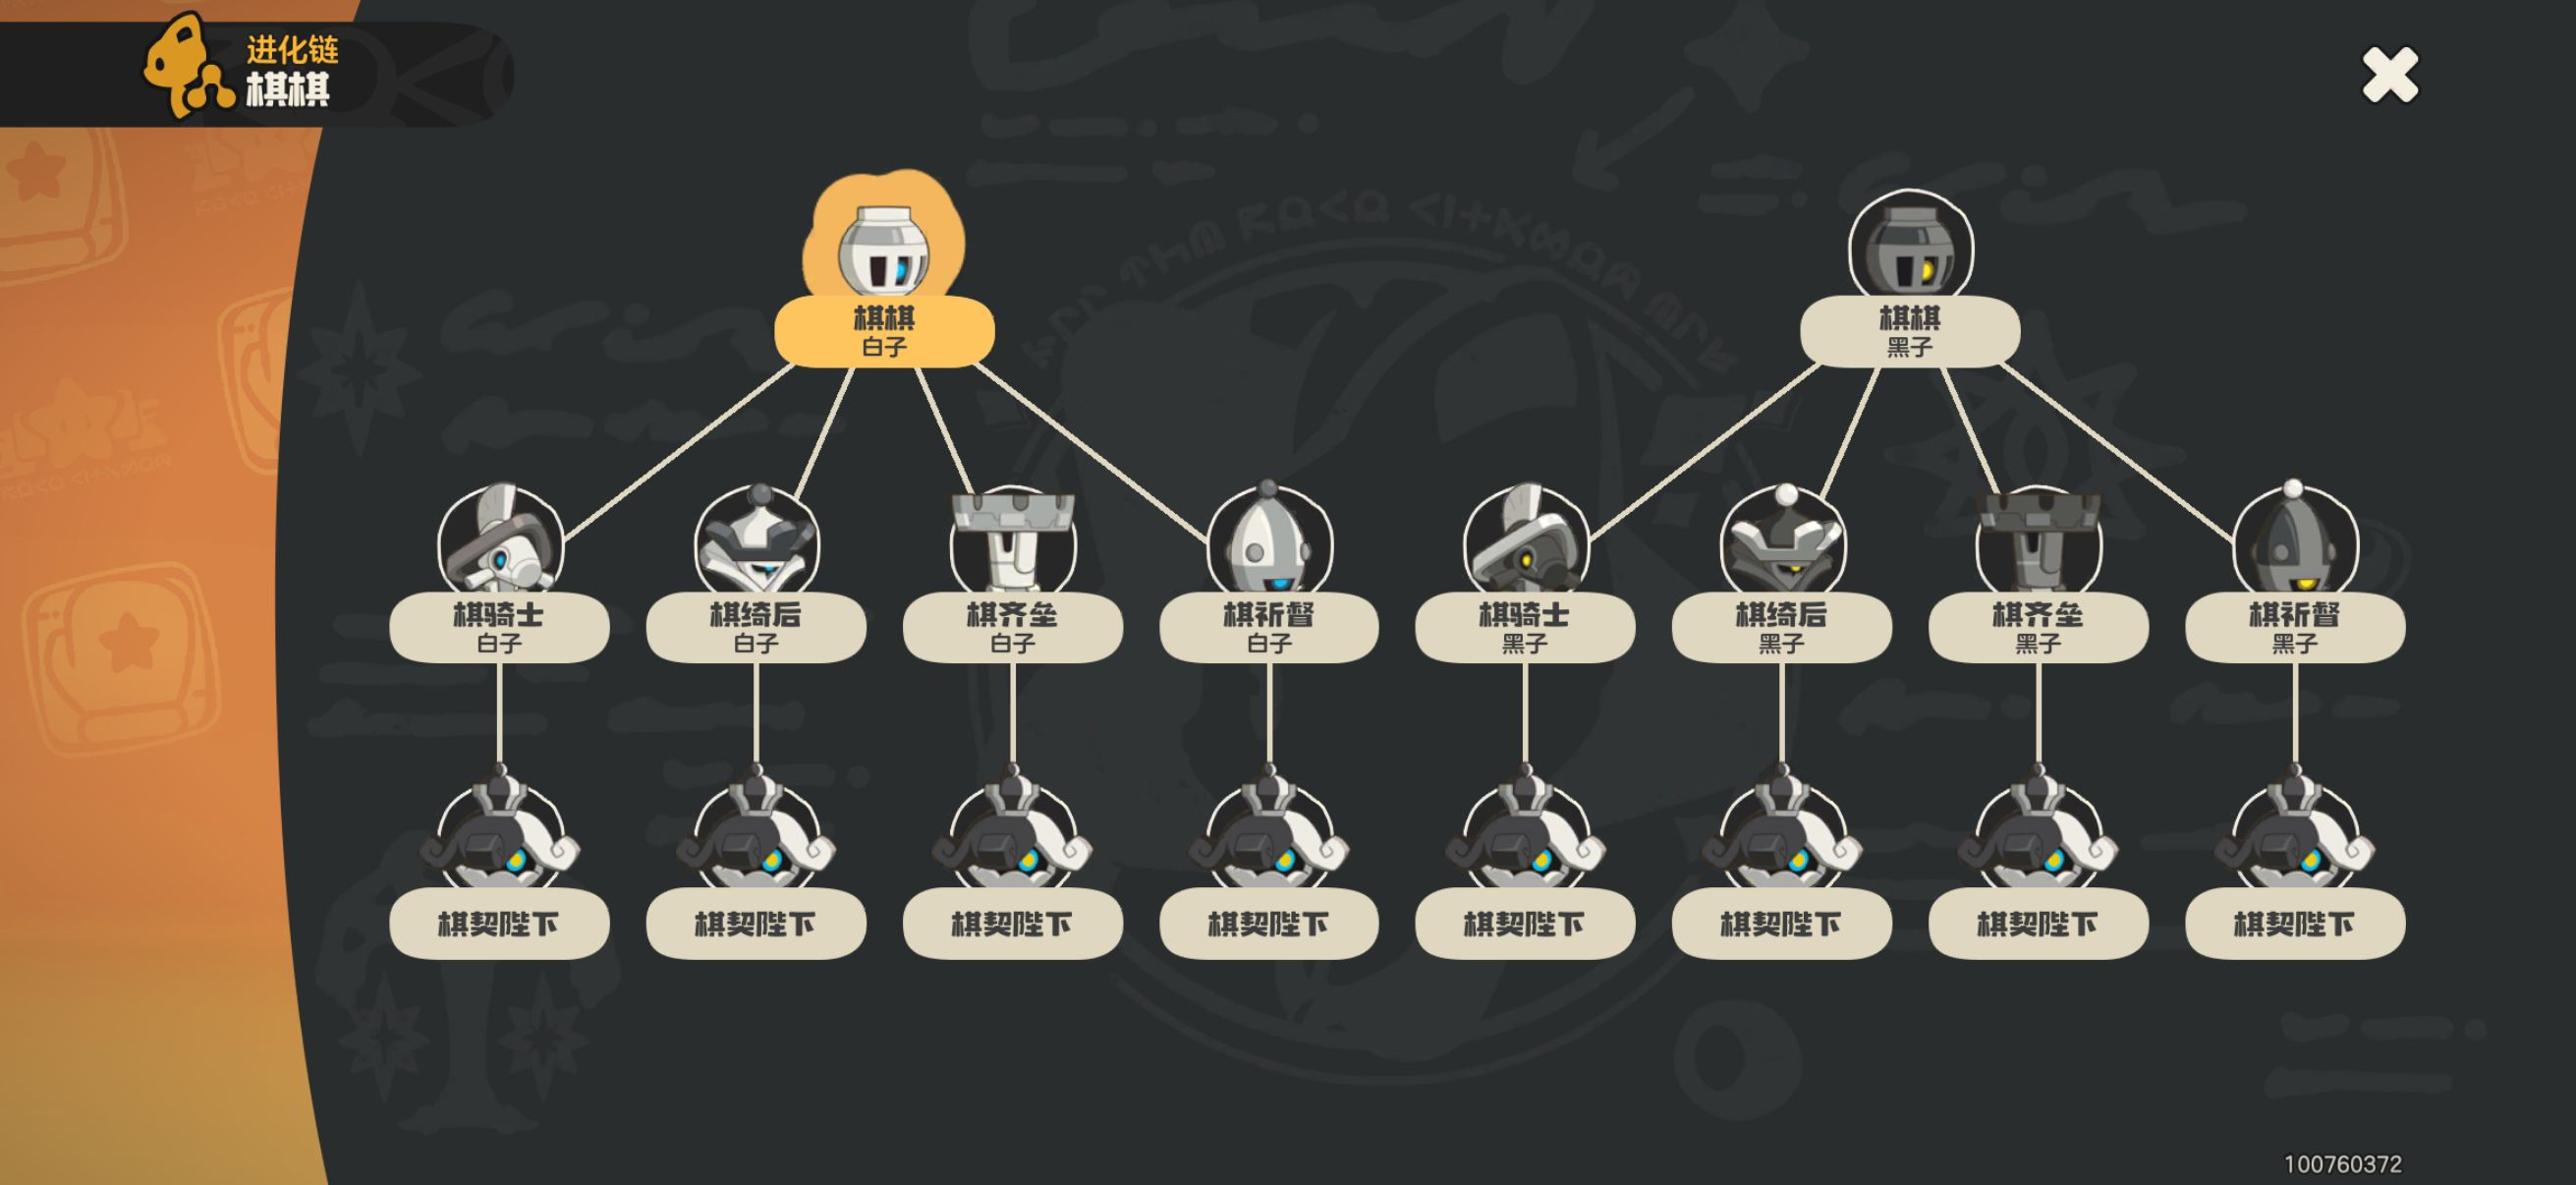 进化链
棋棋
棋棋
白子
棋棋
黑子
棋骑士
白子
棋绮后
白子
棋齐垒
白子
棋祈督
白子
棋骑士
黑子
棋绮后
黑子
棋齐垒
黑子
棋祈督
黑子
棋契陛下
棋契陛下
棋契陛下
棋契陛下
棋契陛下
棋契陛下
棋契陛下
棋契陛下
100760372